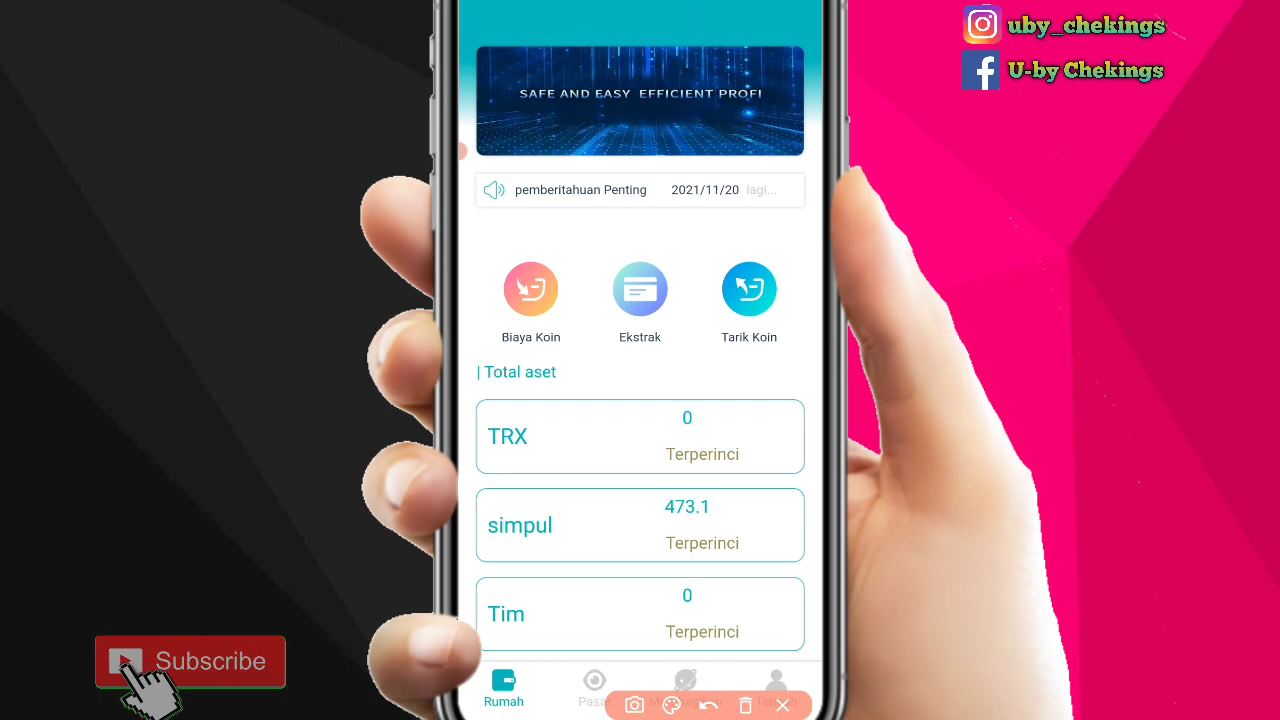 uby_chekings
U-by Chekings
SAFE AND EASY EFFICIENT PROFI
pemberitahuan Penting 2021/11/20 lagi...
Biaya Koin Ekstrak Tarik Koin
| Total aset
TRX
0
Terperinci
simpul
473.1
Terperinci
Tim
0
Terperinci
Subscribe
Rumah